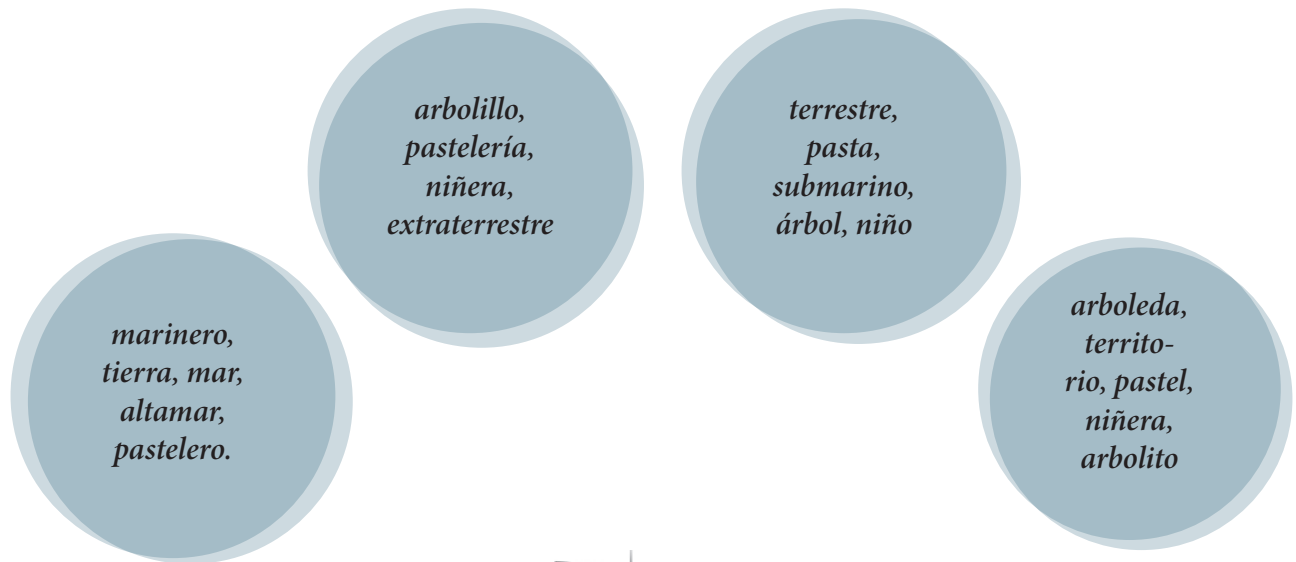 arbolillo,
pastelería,
niñera,
extraterrestre
terrestre,
pasta,
submarino,
árbol, niño
marinero,
tierra, mar,
altamar,
pastelero.
arboleda,
territo-
rio, pastel,
niñera,
arbolito